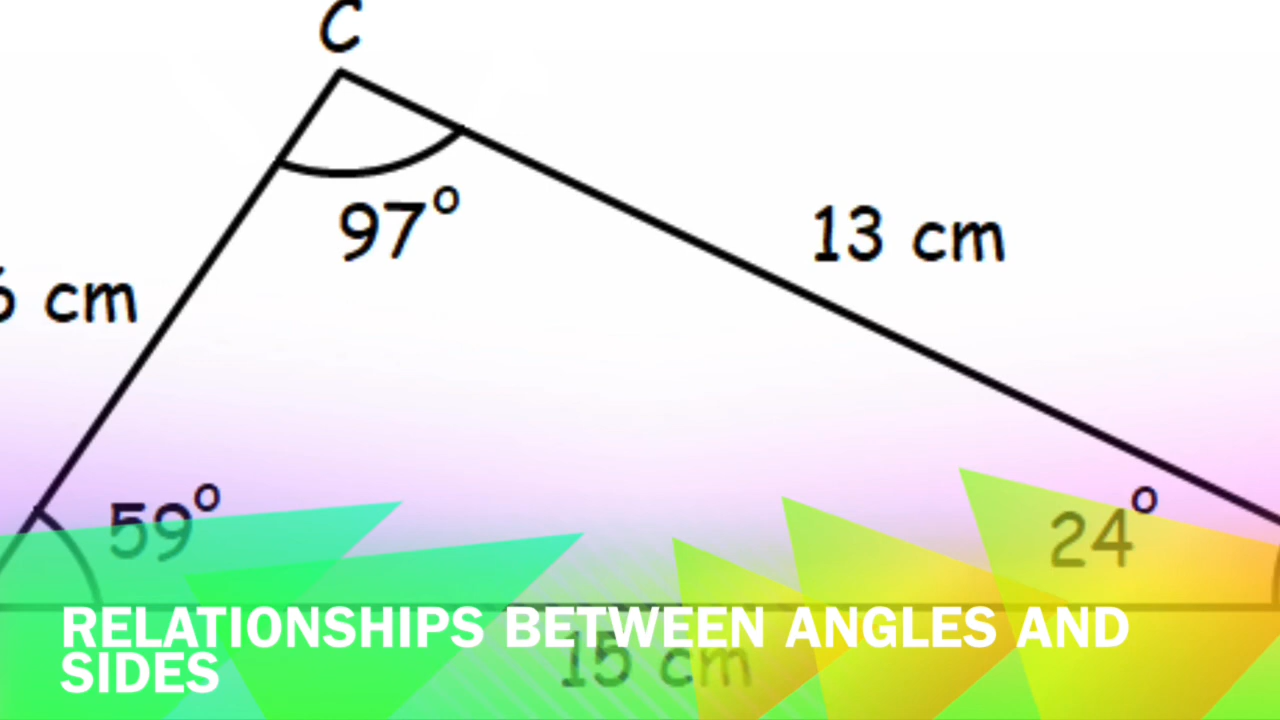 C
97°
13 cm
cm
59°
24°
15 cm
RELATIONSHIPS BETWEEN ANGLES AND
SIDES